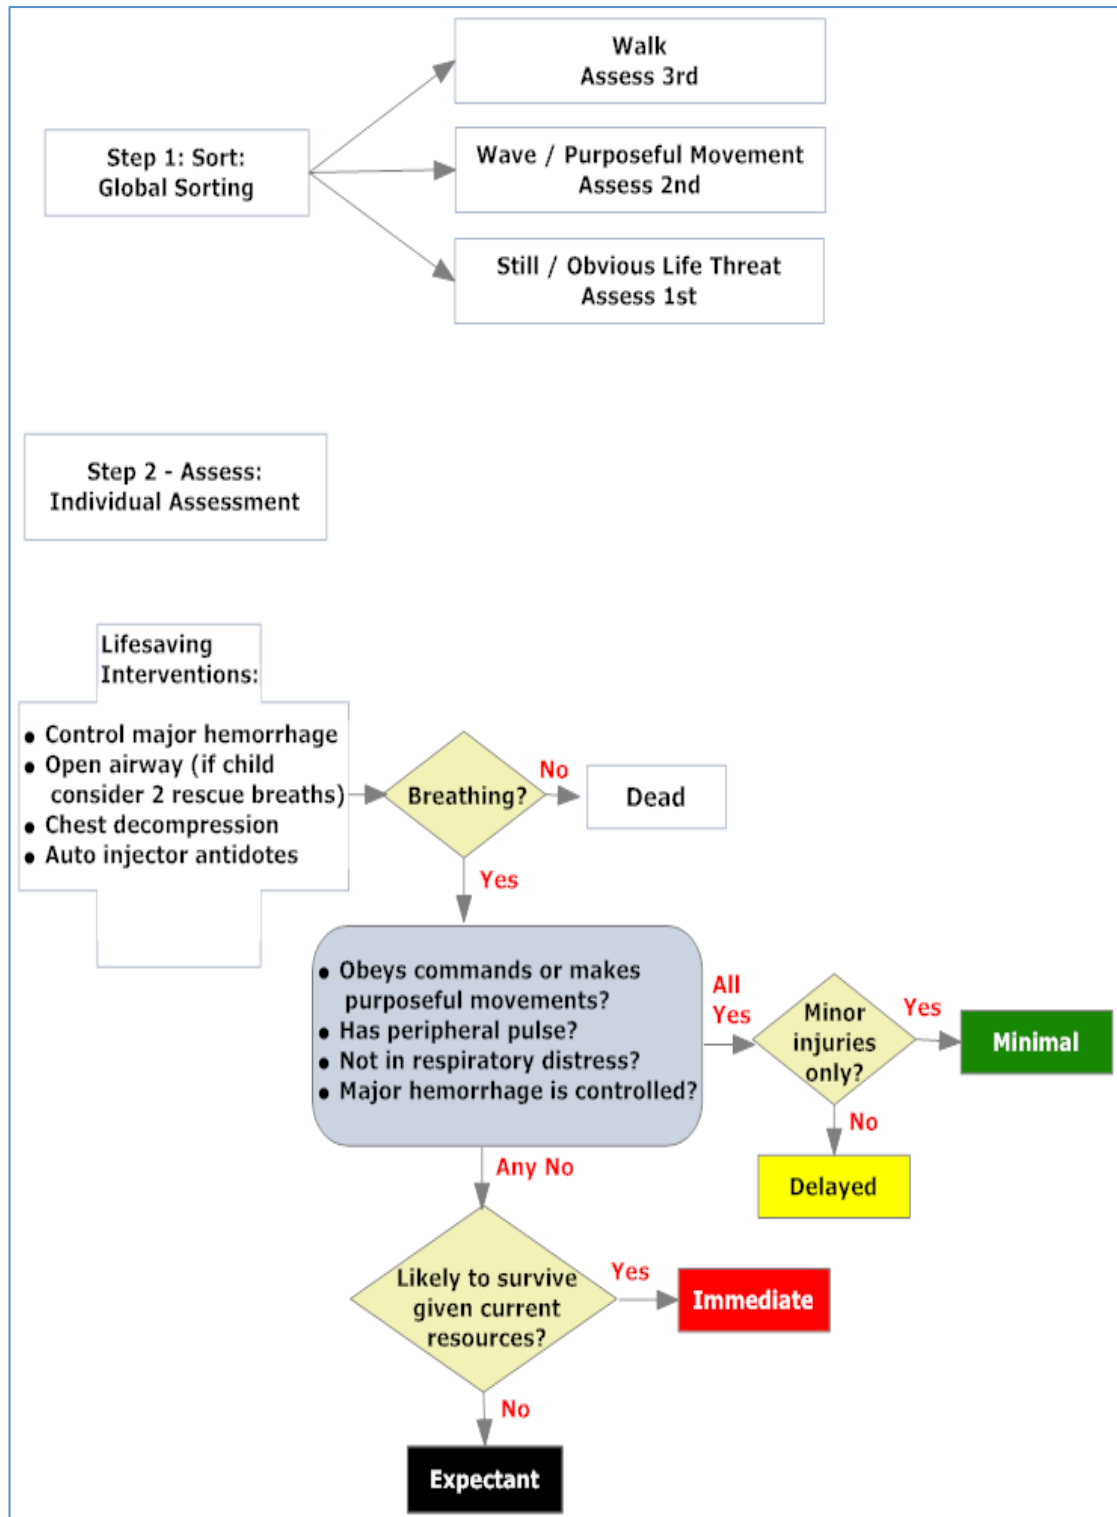 Walk
Assess 3rd
Step 1: Sort:
Global Sorting
Wave / Purposeful Movement
Assess 2nd
Still / Obvious Life Threat
Assess 1st
Step 2 - Assess:
Individual Assessment
Lifesaving
Interventions:
• Control major hemorrhage
• Open airway (if child
consider 2 rescue breaths)
• Chest decompression
• Auto injector antidotes
Breathing?
No
Dead
Yes
• Obeys commands or makes
purposeful movements?
• Has peripheral pulse?
• Not in respiratory distress?
• Major hemorrhage is controlled?
All
Yes
Minor
injuries
only?
Yes
Minimal
No
Delayed
Any No
Likely to survive
given current
resources?
Yes
Immediate
No
Expectant